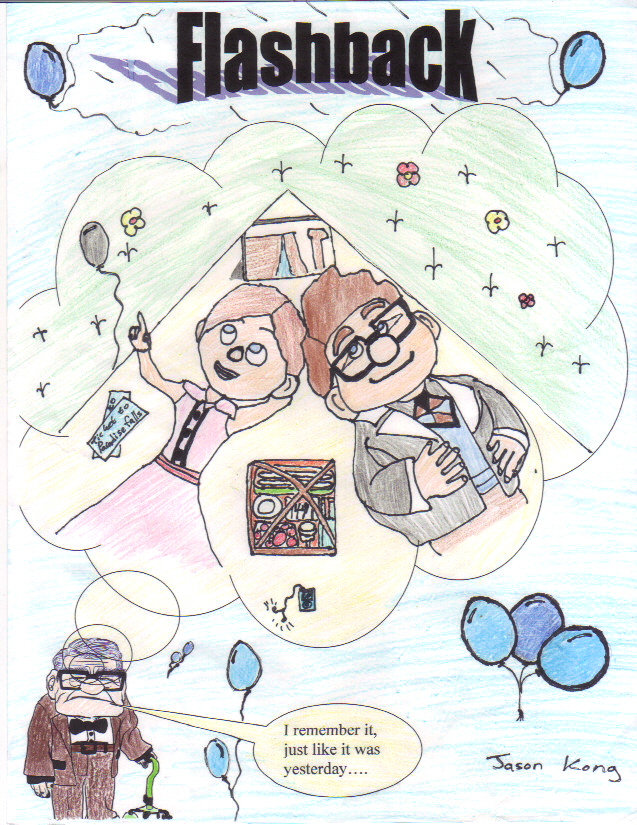 Flashback
Tickets to
Paradise falls
I remember it,
just like it was
yesterday….
Jason Kong